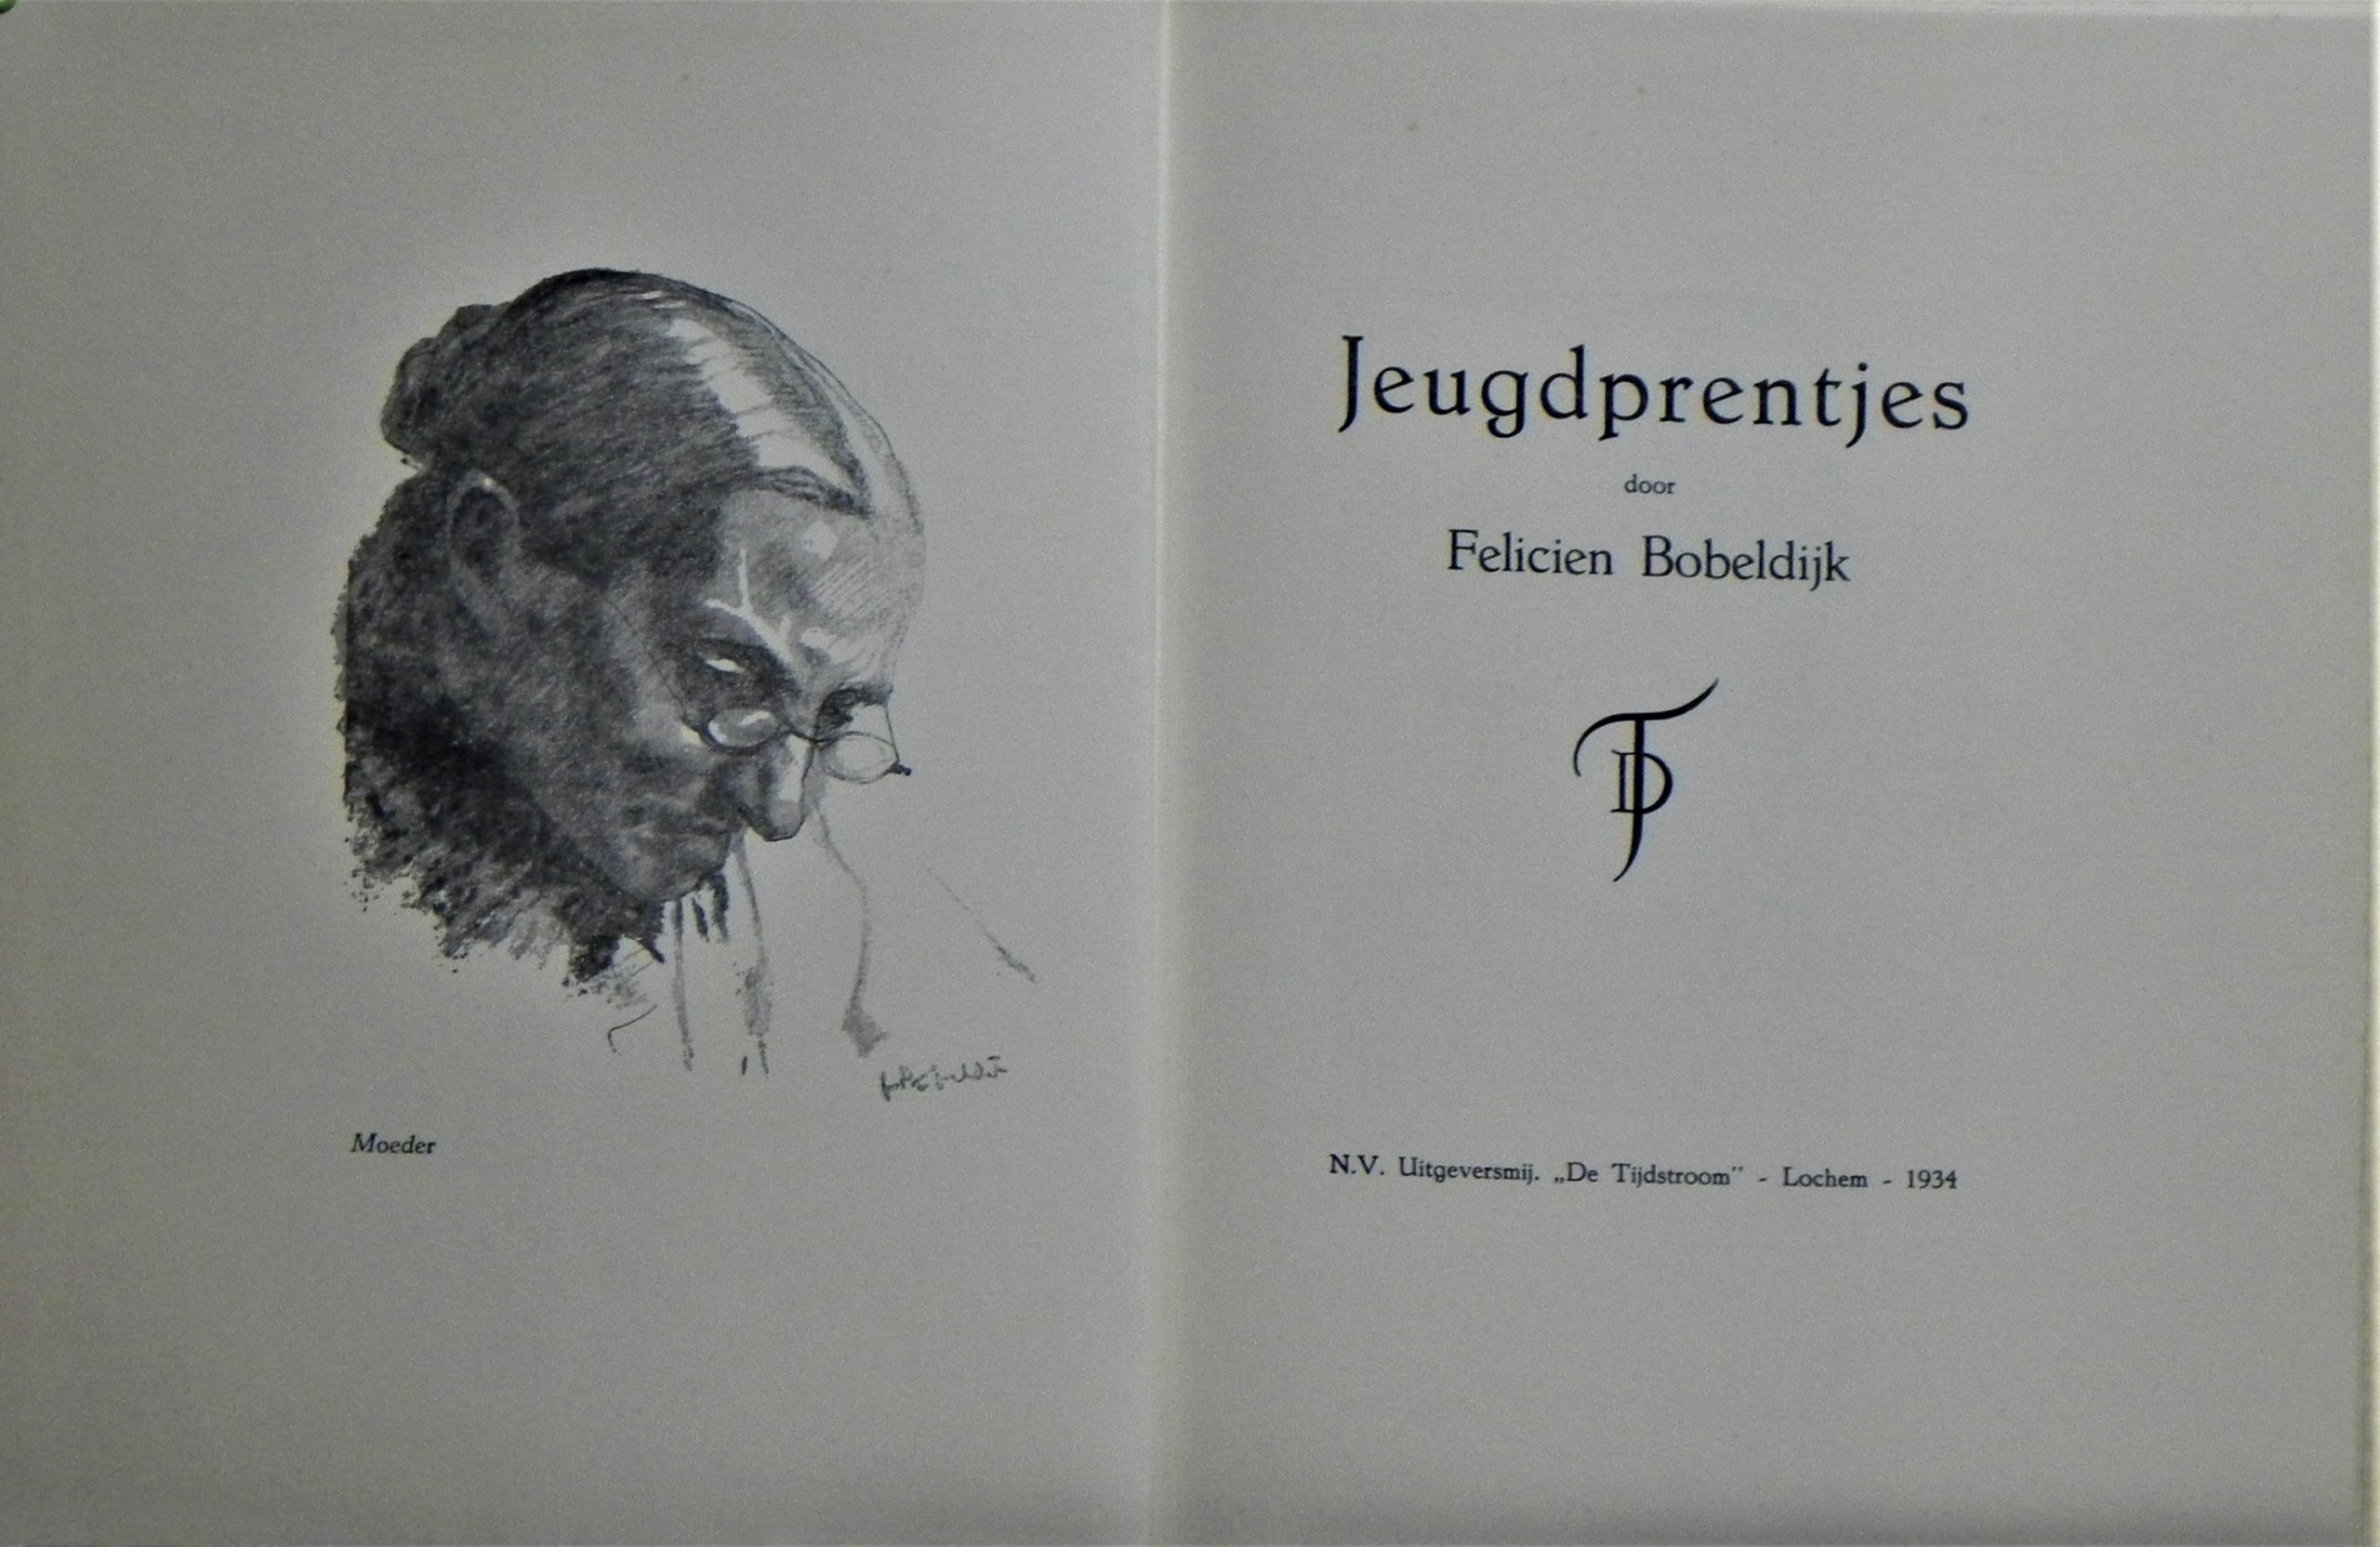 Moeder
Jeugdprentjes
door
Felicien Bobeldijk
N.V. Uitgeversmij. „De Tijdstroom” - Lochem - 1934